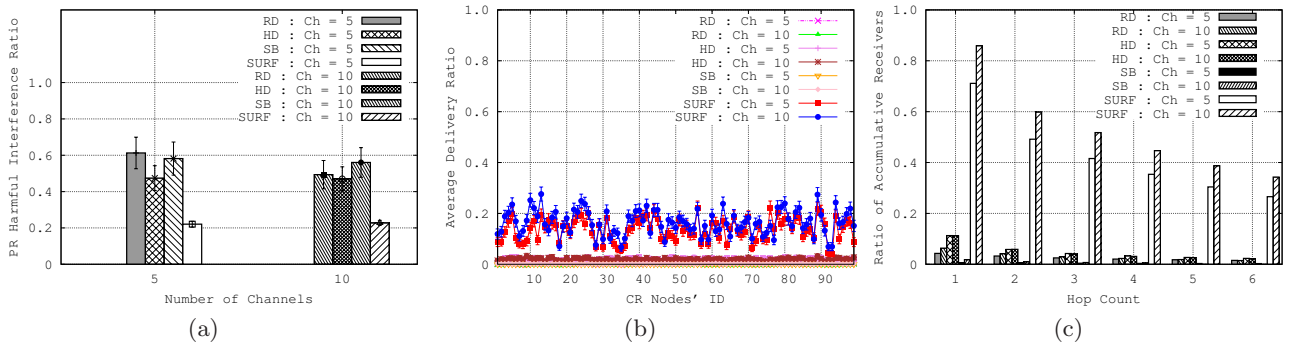 PR Harmful Interference Ratio
0
0.2
0.4
0.6
0.8
1.0
RD : Ch = 5
HD : Ch = 5
SB : Ch = 5
SURF : Ch = 5
RD : Ch = 10
HD : Ch = 10
SB : Ch = 10
SURF : Ch = 10
5
10
Number of Channels
(a)
Average Delivery Ratio
0
0.2
0.4
0.6
0.8
1.0
RD : Ch = 5
RD : Ch = 10
HD : Ch = 5
HD : Ch = 10
SB : Ch = 5
SB : Ch = 10
SURF : Ch = 5
SURF : Ch = 10
10 20 30 40 50 60 70 80 90
CR Nodes' ID
(b)
Ratio of Accumulative Receivers
0
0.2
0.4
0.6
0.8
1.0
RD : Ch = 5
RD : Ch = 10
HD : Ch = 5
HD : Ch = 10
SB : Ch = 5
SB : Ch = 10
SURF : Ch = 5
SURF : Ch = 10
1 2 3 4 5 6
Hop Count
(c)